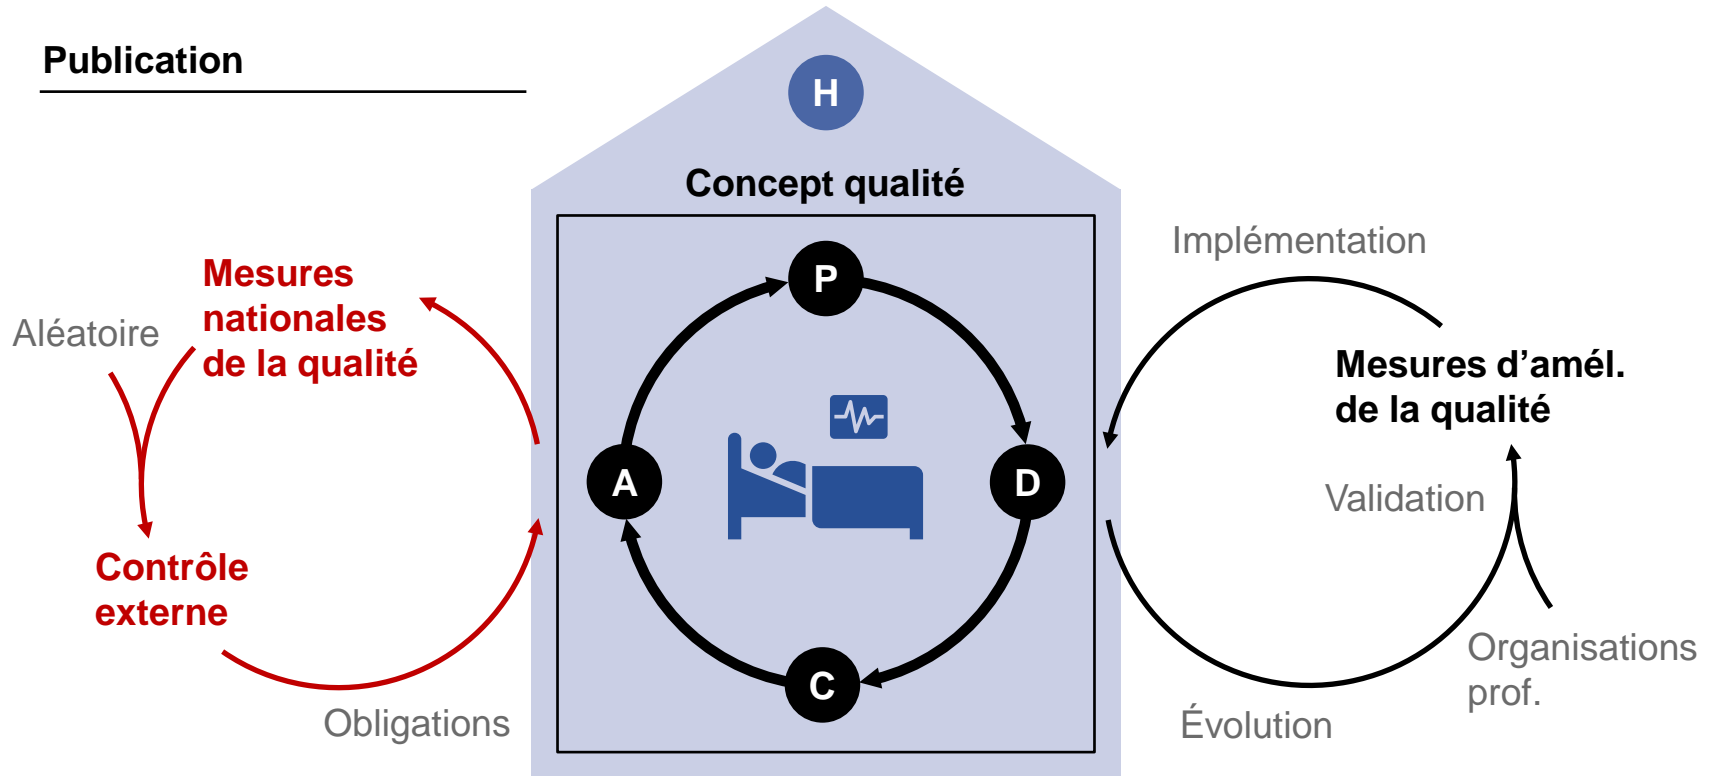 Publication
H
Concept qualité
Mesures
nationales
de la qualité
Aléatoire
Contrôle
externe
Obligations
P
D
C
A
Implémentation
Mesures d’amél.
de la qualité
Validation
Organisations
prof.
Évolution